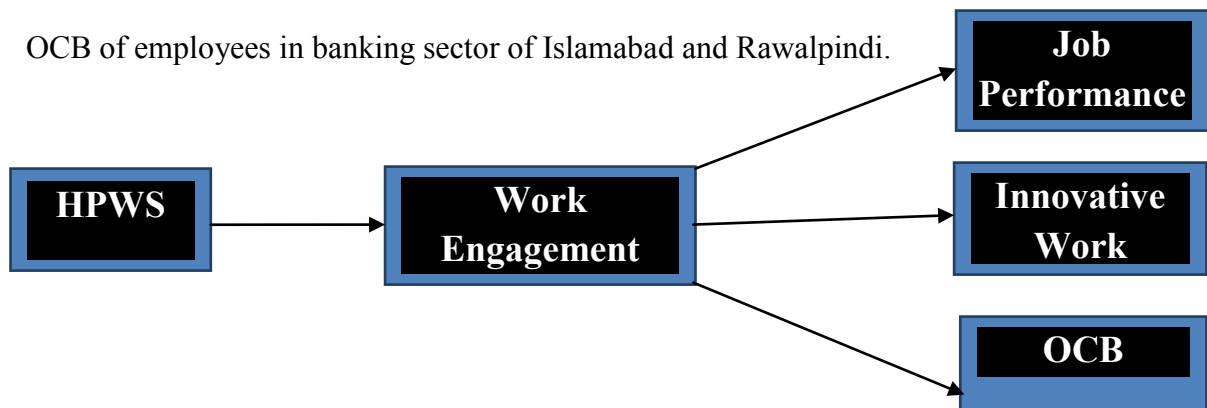 OCB of employees in banking sector of Islamabad and Rawalpindi.
Job
Performance
HPWS
Work
Engagement
Innovative
Work
OCB